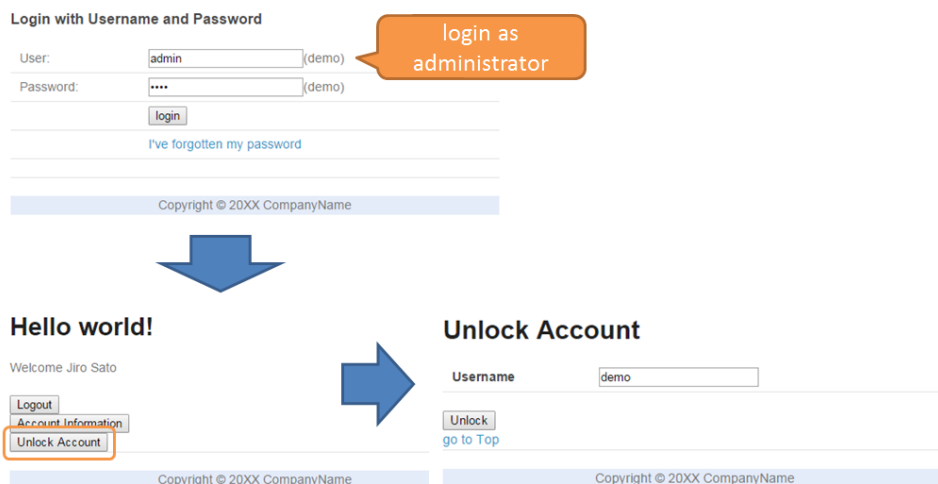 Login with Username and Password
login as
administrator
User: admin (demo)
Password: •••• (demo)
login
I've forgotten my password
Copyright © 20XX CompanyName
Hello world!
Welcome Jiro Sato
Logout
Account Information
Unlock Account
Copyright © 20XX CompanyName
Unlock Account
Username demo
Unlock
go to Top
Copyright © 20XX CompanyName